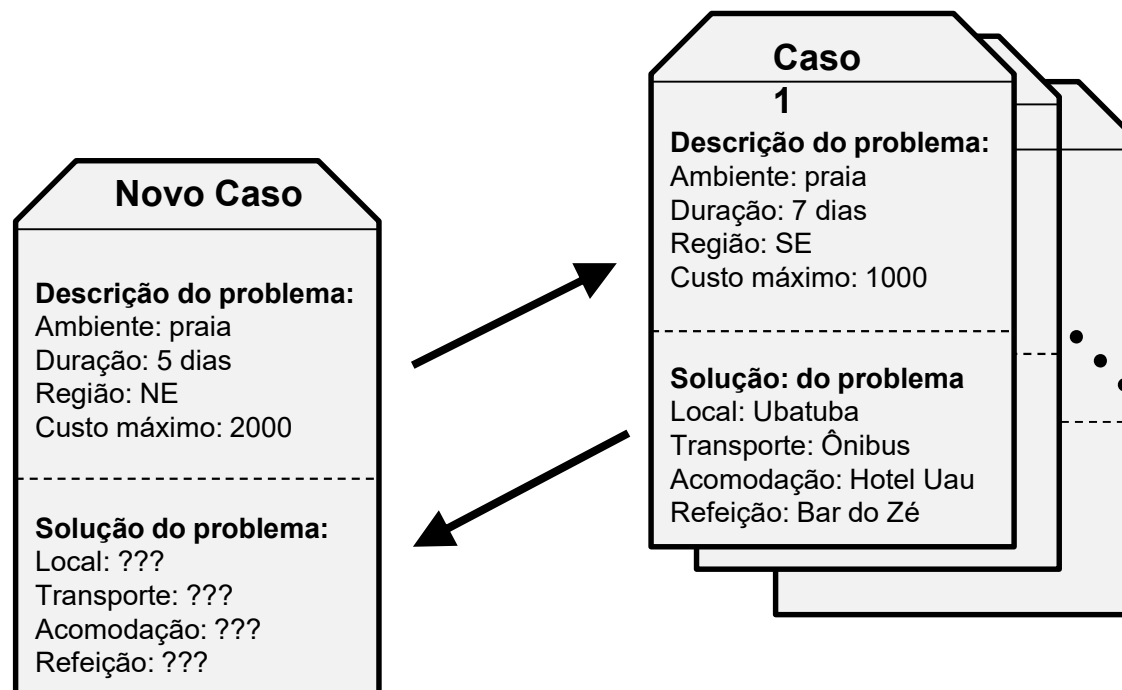 Novo Caso
Descrição do problema:
Ambiente: praia
Duração: 5 dias
Região: NE
Custo máximo: 2000
Solução do problema:
Local: ???
Transporte: ???
Acomodação: ???
Refeição: ???
Caso
1
Descrição do problema:
Ambiente: praia
Duração: 7 dias
Região: SE
Custo máximo: 1000
Solução: do problema
Local: Ubatuba
Transporte: Ônibus
Acomodação: Hotel Uau
Refeição: Bar do Zé